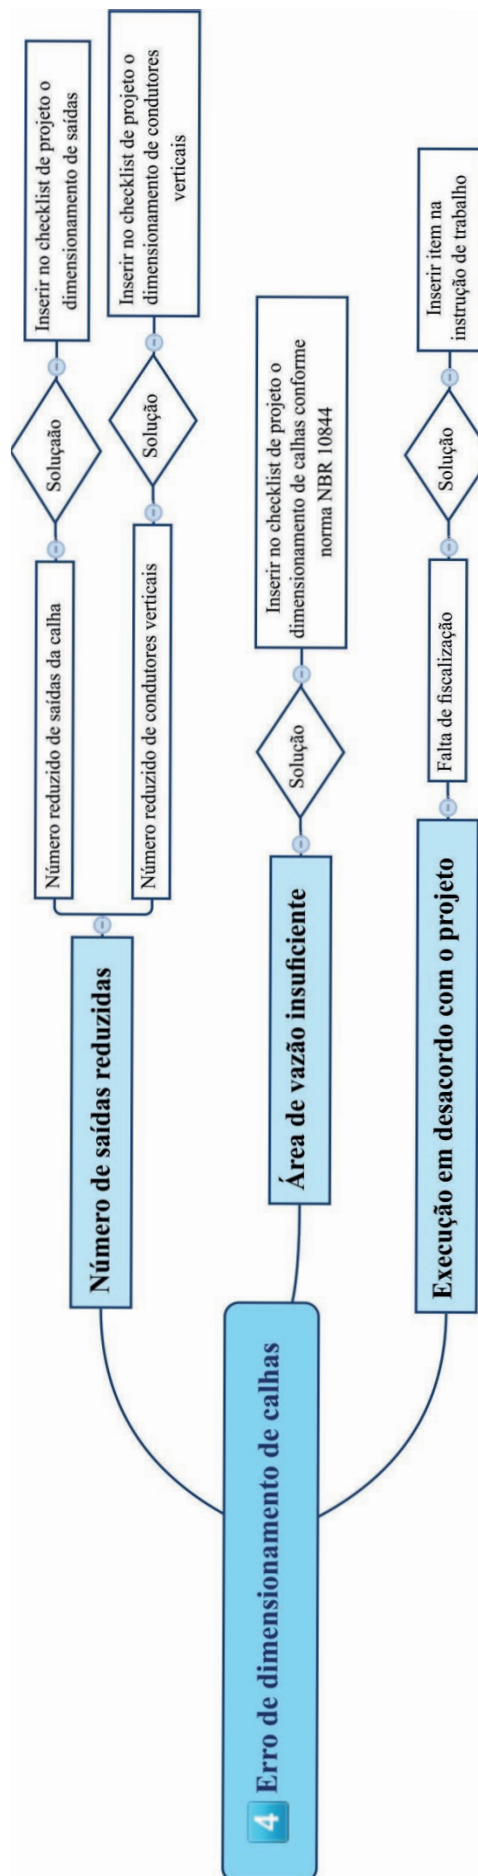 4 Erro de dimensionamento de calhas
Número de saídas reduzidas
Número reduzido de saídas da calha
Soluçaão
Inserir no checklist de projeto o
dimensionamento de saídas
Número reduzido de condutores verticais
Solução
Inserir no checklist de projeto o
dimensionamento de condutores
verticais
Área de vazão insuficiente
Solução
Inserir no checklist de projeto o
dimensionamento de calhas conforme
norma NBR 10844
Execução em desacordo com o projeto
Falta de fiscalização
Solução
Inserir item na
instrução de trabalho